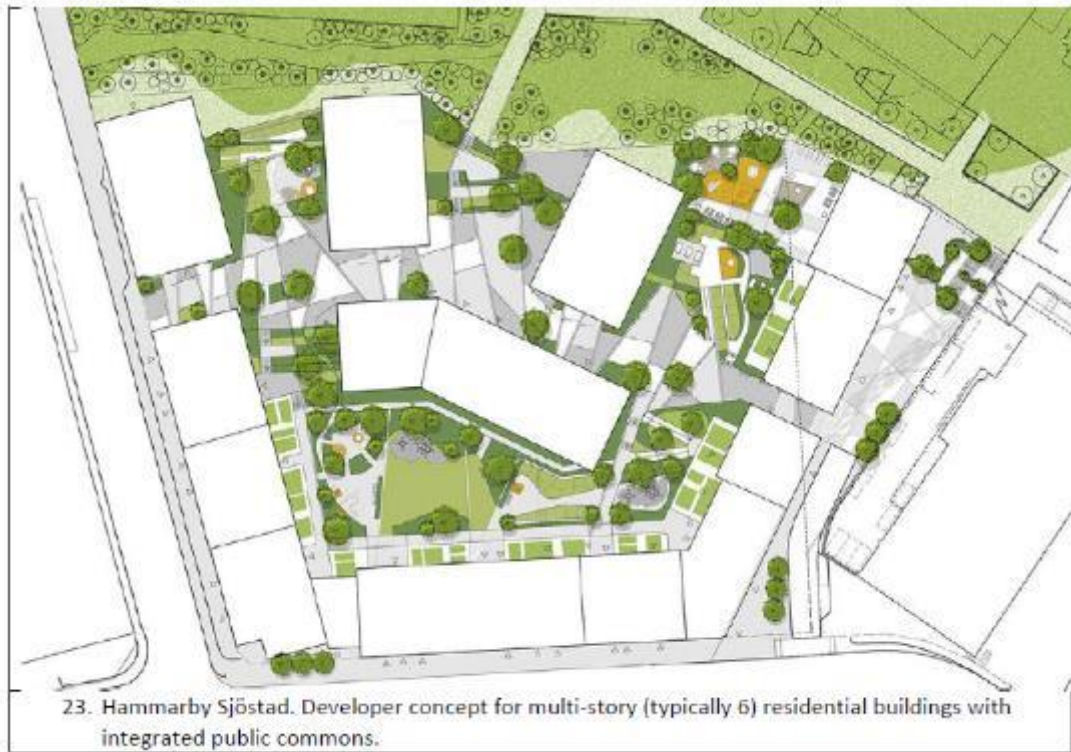 23. Hammarby Sjöstad. Developer concept for multi-story (typically 6) residential buildings with
integrated public commons.